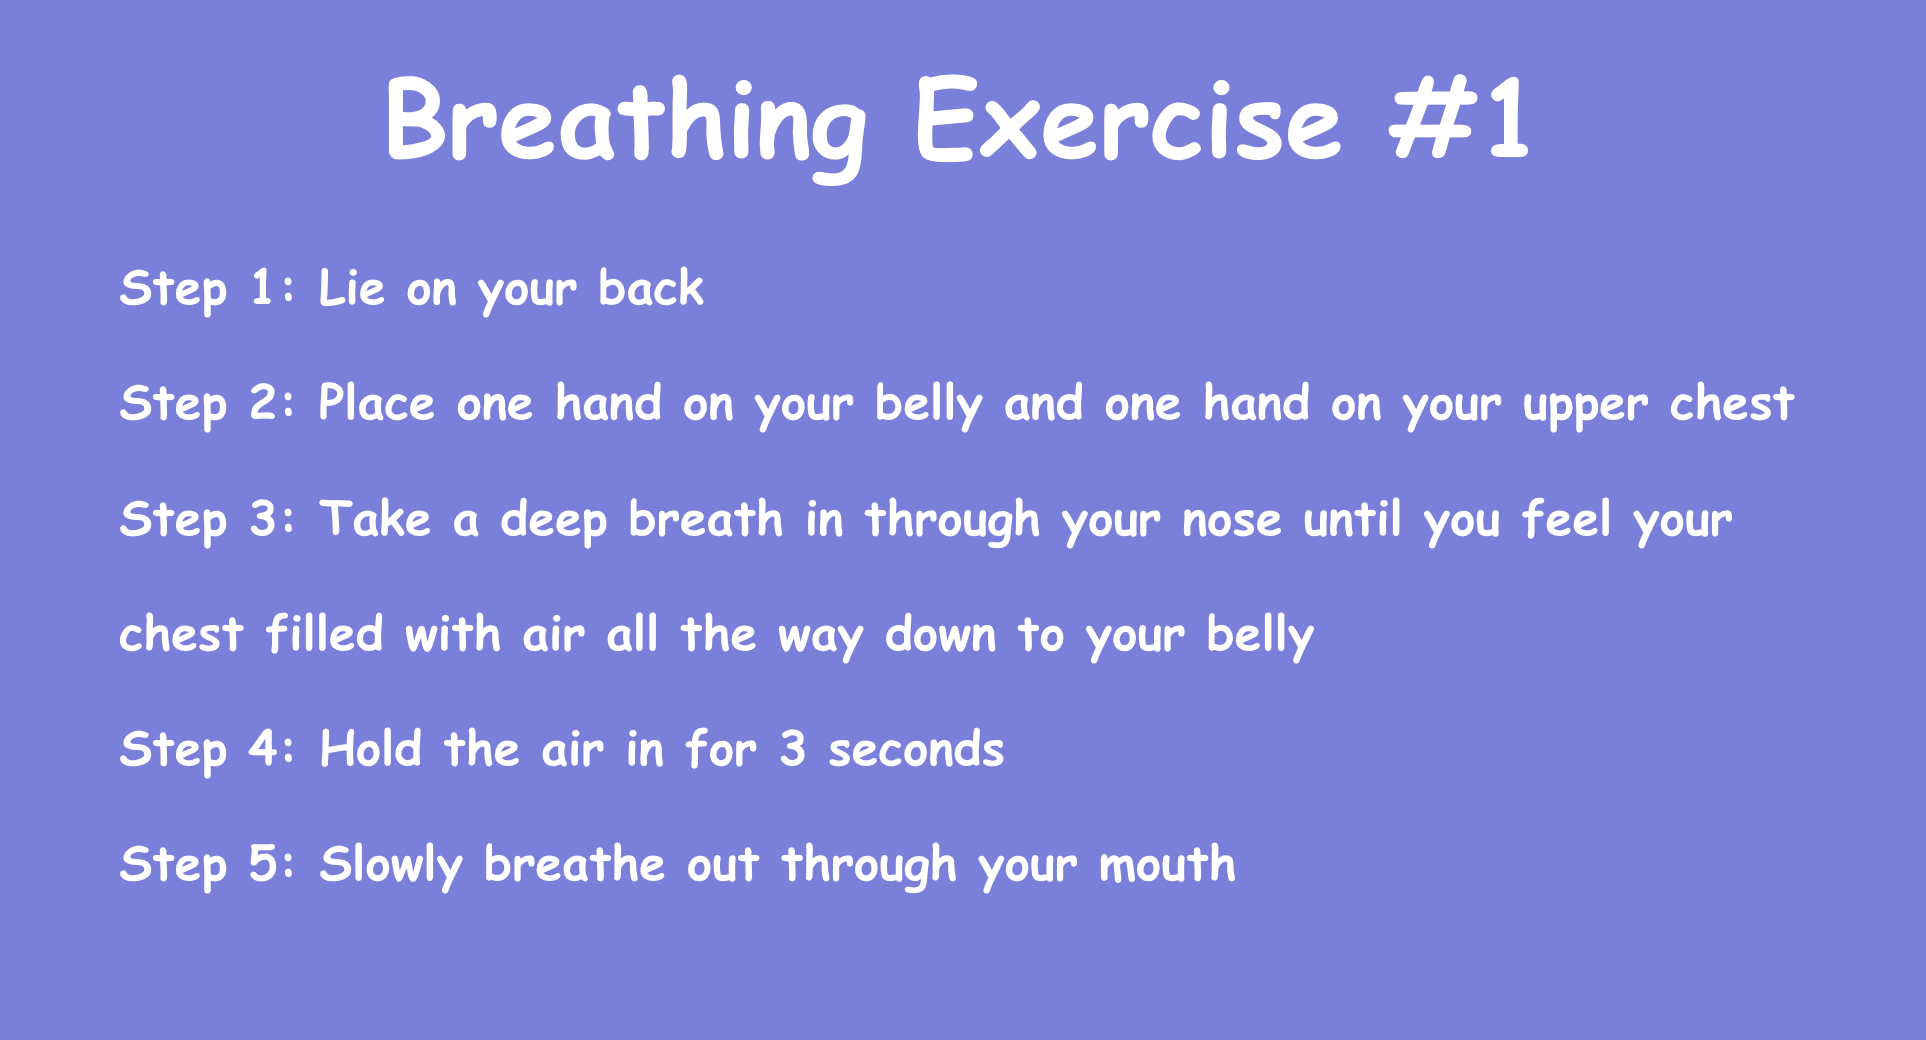 Breathing Exercise #1
Step 1: Lie on your back
Step 2: Place one hand on your belly and one hand on your upper chest
Step 3: Take a deep breath in through your nose until you feel your
chest filled with air all the way down to your belly
Step 4: Hold the air in for 3 seconds
Step 5: Slowly breathe out through your mouth